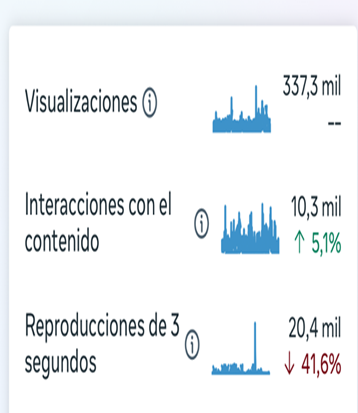 Visualizaciones
337,3 mil
--
Interacciones con el
contenido
10,3 mil
↑ 5,1%
Reproducciones de 3
segundos
20,4 mil
↓ 41,6%